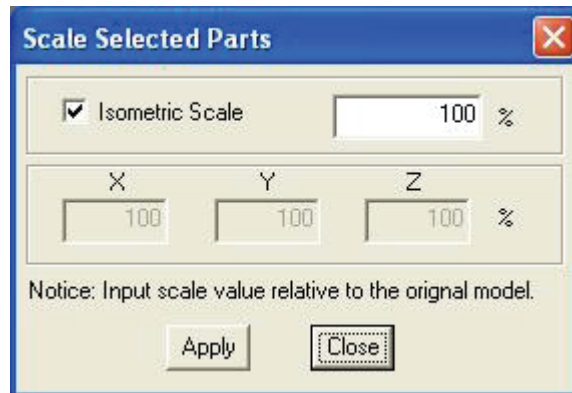 Scale Selected Parts
Isometric Scale 100 %
X Y Z
100 100 100 %
Notice: Input scale value relative to the orignal model.
Apply Close